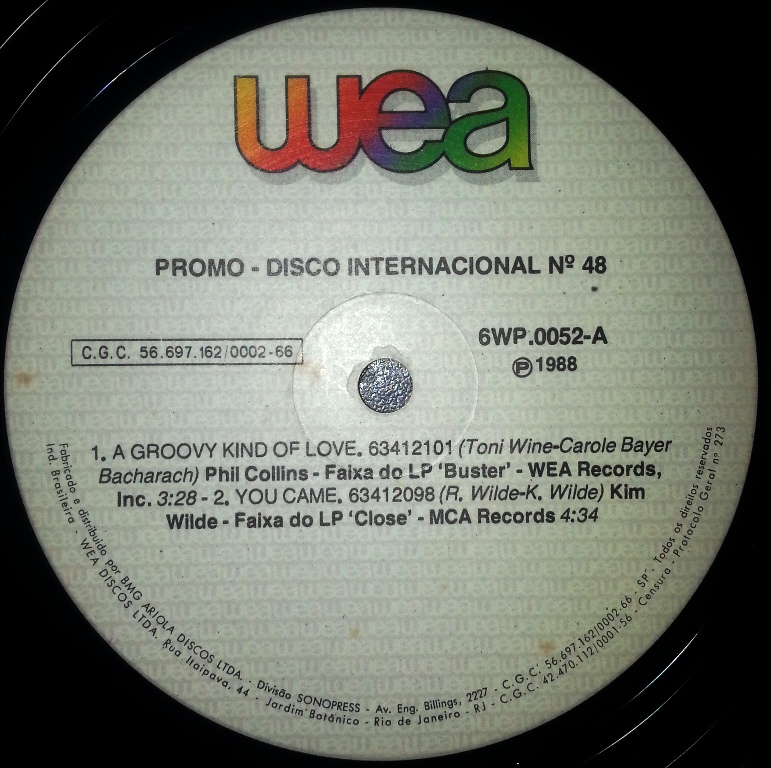 wea
PROMO - DISCO INTERNACIONAL Nº 48
C.G.C. 56.697.162/0002-66
6WP.0052-A
Ⓟ 1988
1. A GROOVY KIND OF LOVE. 63412101 (Toni Wine-Carole Bayer
Bacharach) Phil Collins - Faixa do LP 'Buster' - WEA Records,
Inc. 3:28 - 2. YOU CAME. 63412098 (R. Wilde-K. Wilde) Kim
Wilde - Faixa do LP 'Close' - MCA Records 4:34
Fabricado e distribuído por BMG ARIOLA DISCOS LTDA. - Divisão SONOPRESS - Av. Eng. Billings, 2227 - C.G.C. 56.697.162/0002-66 - SP - Todos os direitos reservados
Ind. Brasileira - WEA DISCOS LTDA. Rua Itaipava, 44 - Jardim Botânico - Rio de Janeiro - RJ - C.G.C. 42.470.112/0001-56 - Censura - Protocolo Geral nº 273